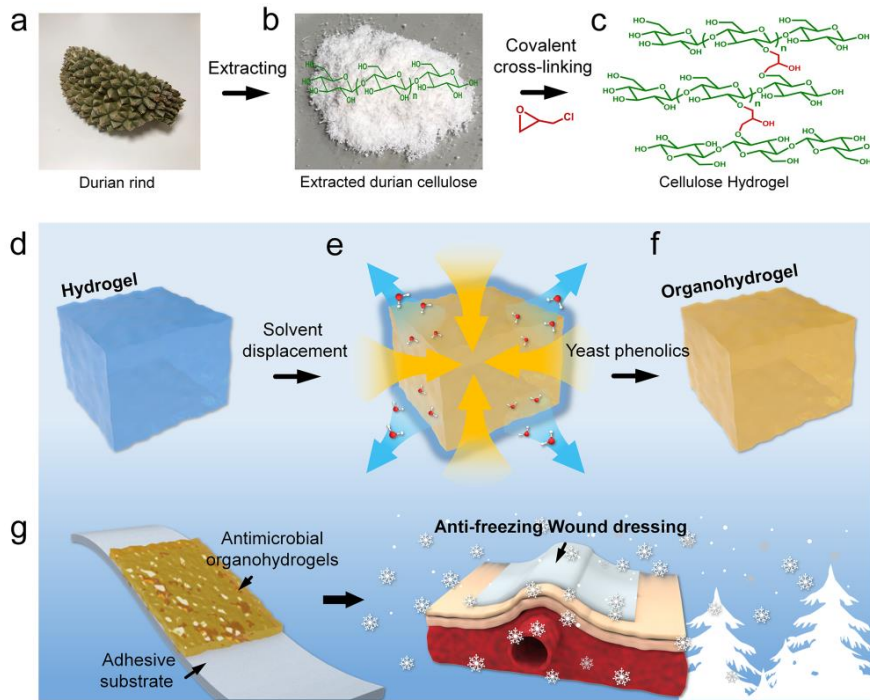 a
b
c
Extracting
Covalent
cross-linking
O
Cl
n
n
n
Durian rind
Extracted durian cellulose
Cellulose Hydrogel
d
e
f
Hydrogel
Organohydrogel
Solvent
displacement
Yeast phenolics
g
Antimicrobial
organohydrogels
Adhesive
substrate
Anti-freezing Wound dressing